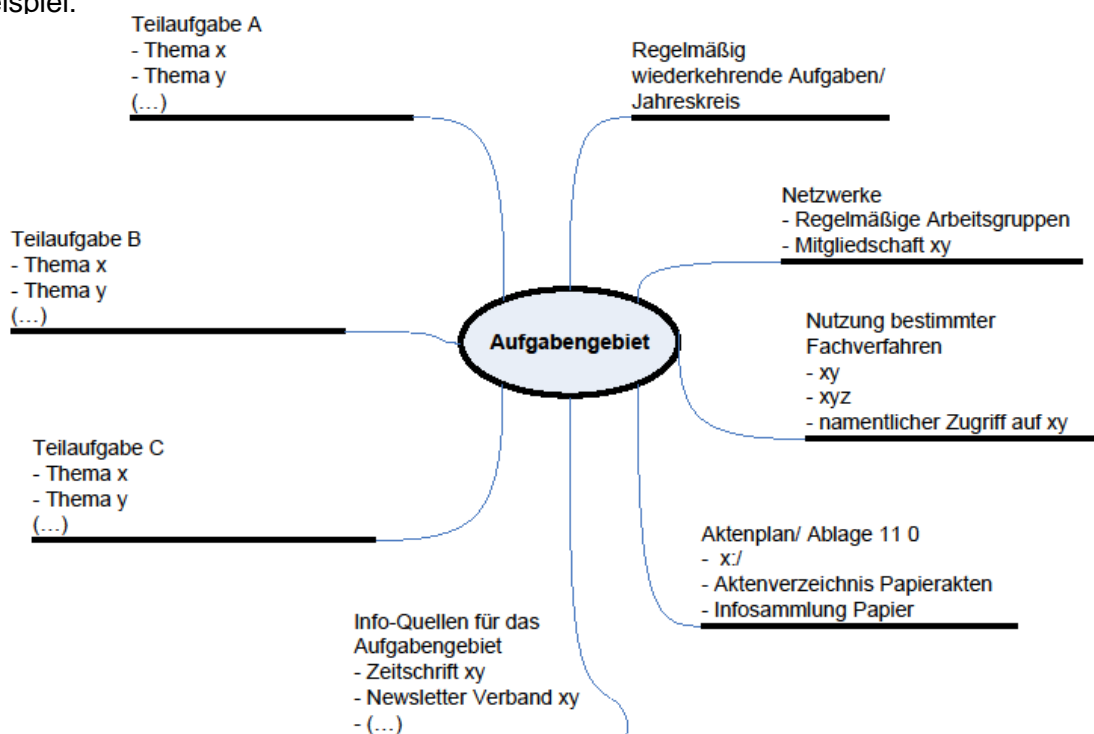 Teilaufgabe A
- Thema x
- Thema y
(...)
Regelmäßig
wiederkehrende Aufgaben/
Jahreskreis
Netzwerke
- Regelmäßige Arbeitsgruppen
- Mitgliedschaft xy
Teilaufgabe B
- Thema x
- Thema y
(...)
Aufgabengebiet
Nutzung bestimmter
Fachverfahren
- xy
- xyz
- namentlicher Zugriff auf xy
Teilaufgabe C
- Thema x
- Thema y
(...)
Aktenplan/ Ablage 11 0
- x:/
- Aktenverzeichnis Papierakten
- Infosammlung Papier
Info-Quellen für das
Aufgabengebiet
- Zeitschrift xy
- Newsletter Verband xy
- (...)